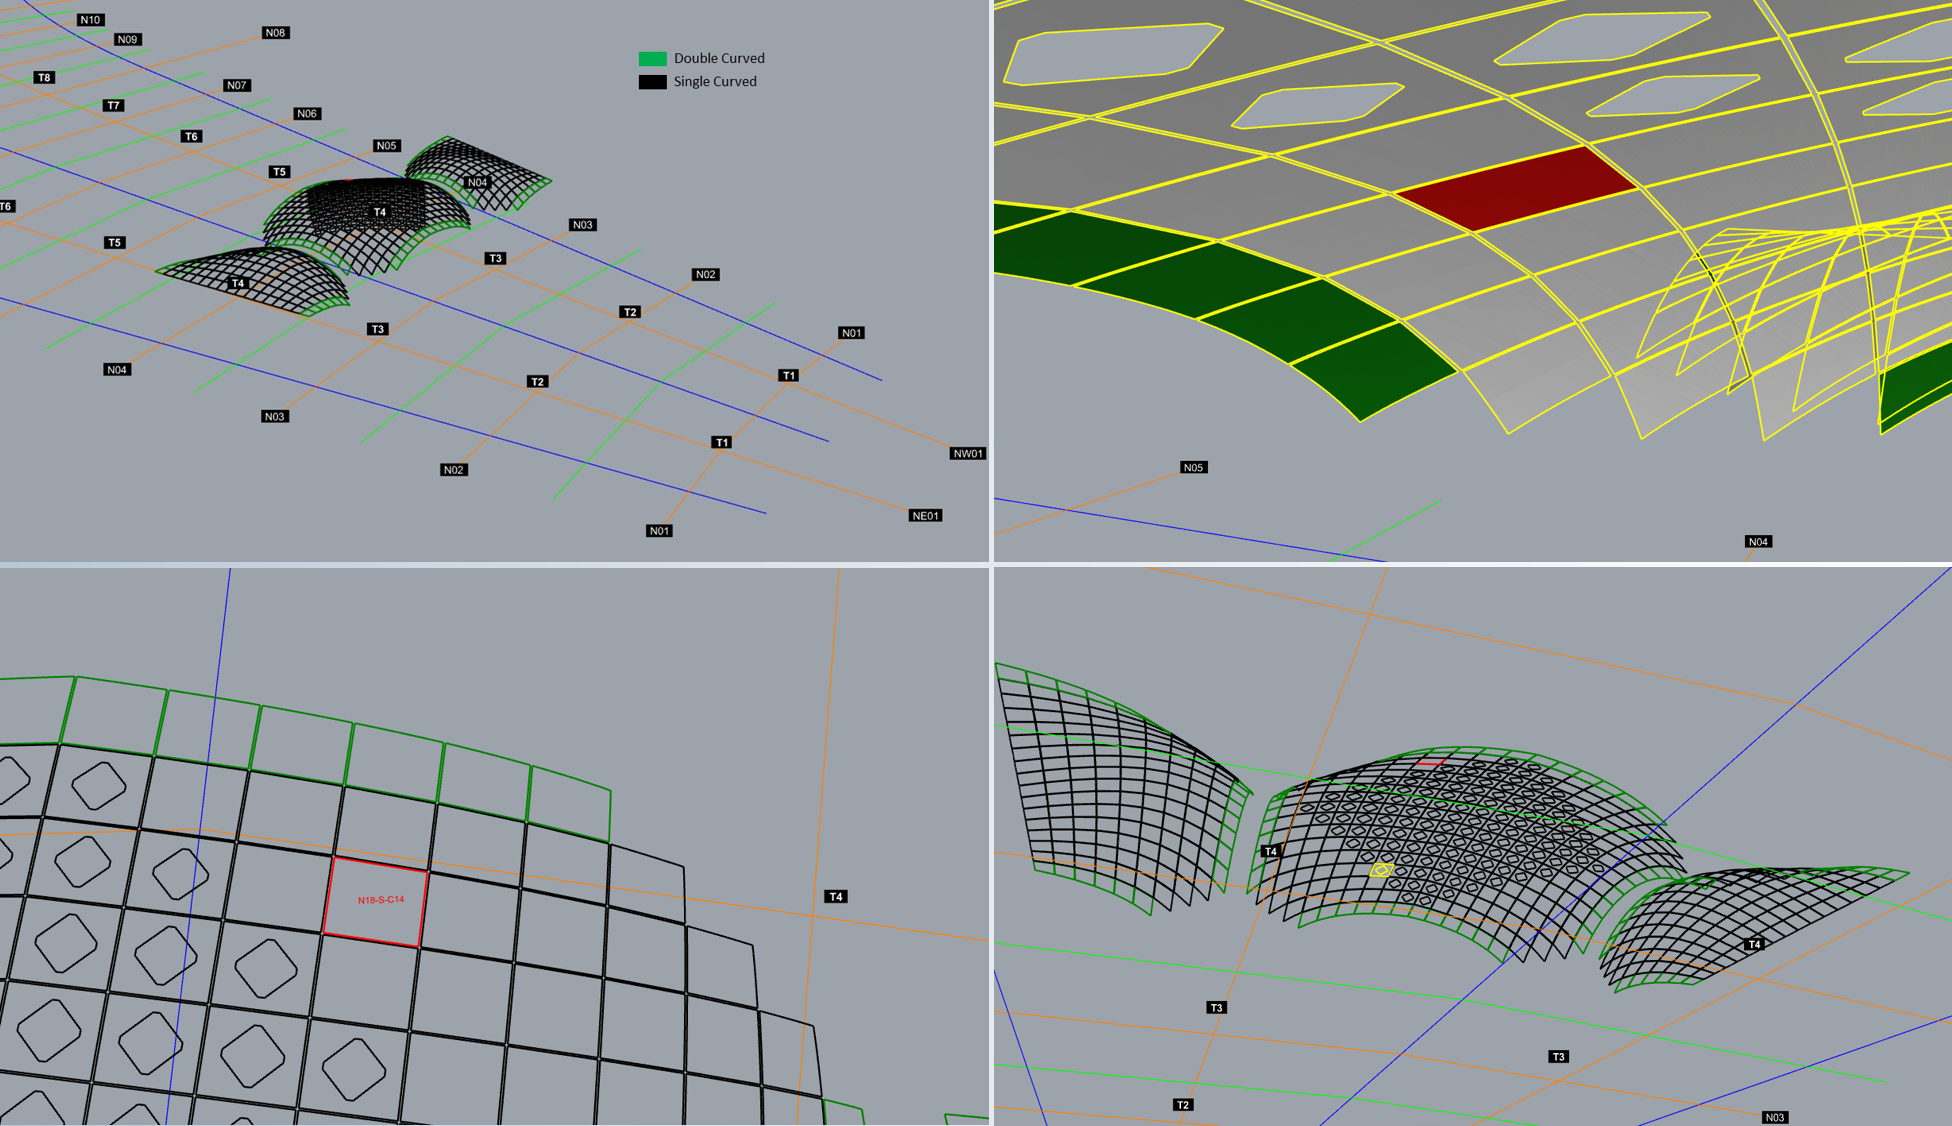 N10
N09
N08
Double Curved
Single Curved
T8
N07
T7
N06
T6
N05
T5
N04
T6
T4
N03
T5
T3
N02
T4
T2
T3
N01
N04
T1
T2
N03
T1
NW01
N02
NE01
N01
N05
N04
T4
N18-S-C14
T4
T4
T3
T3
T2
N03